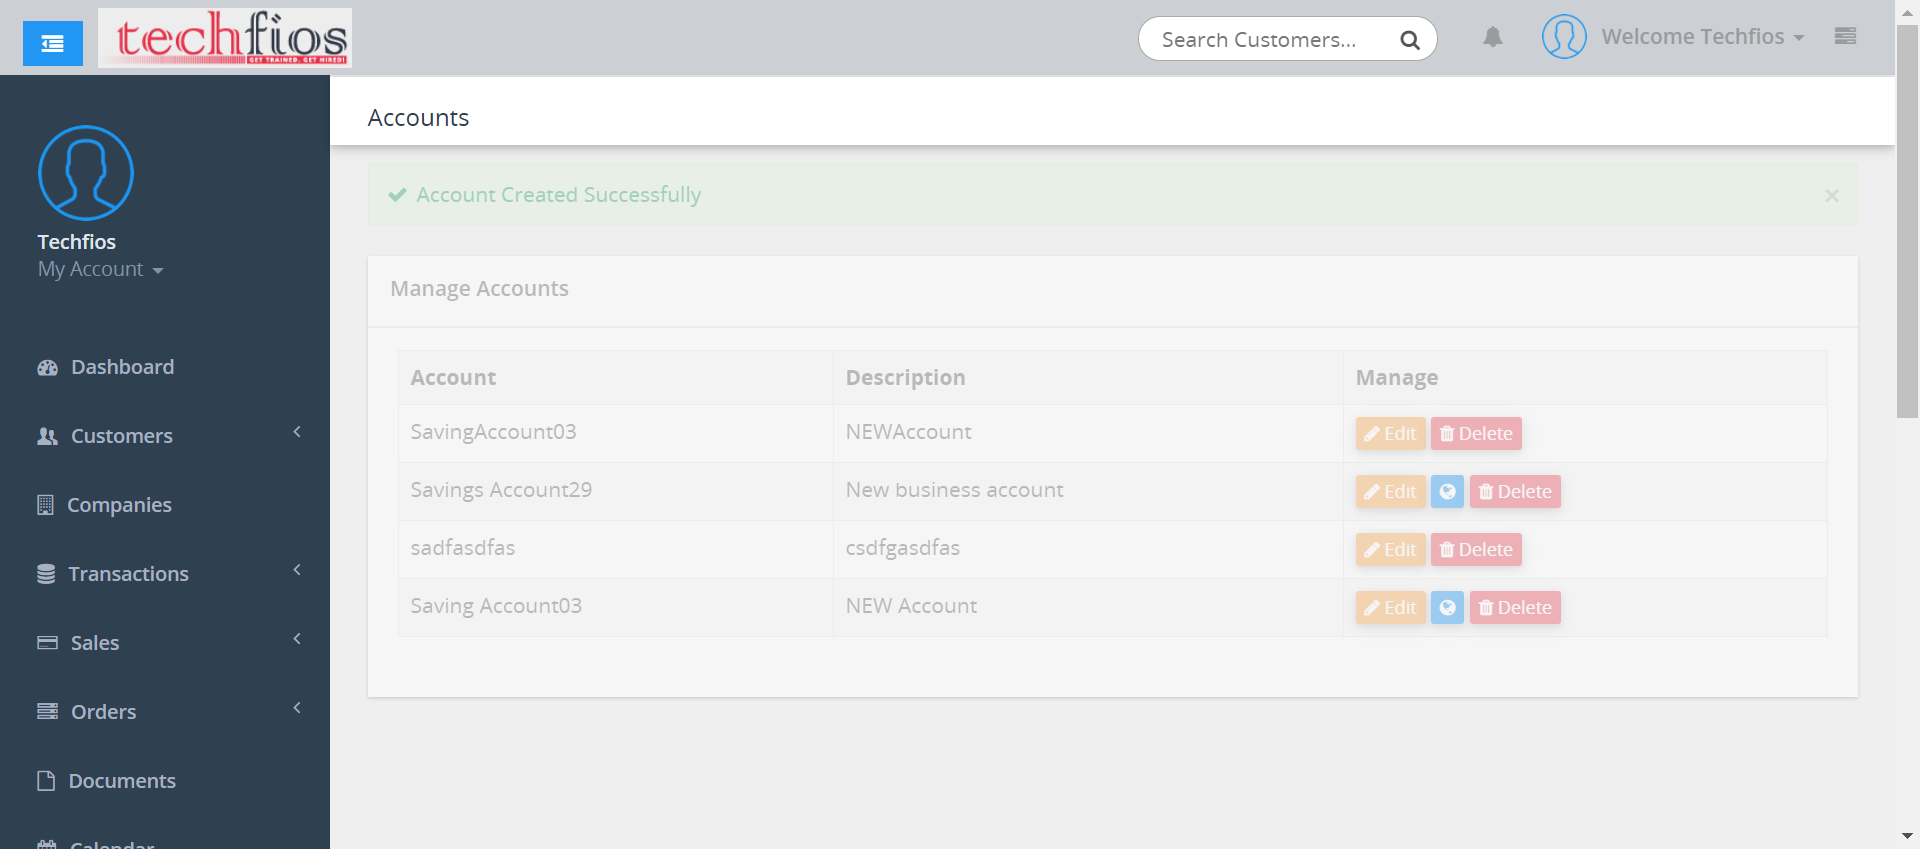 techfios
GET TRAINED. GET HIRED!
Search Customers...
Welcome Techfios
Accounts
Techfios
My Account
Account Created Successfully
×
Manage Accounts
Dashboard
Customers
Companies
Transactions
Sales
Orders
Documents
Calendar
Account Description Manage
SavingAccount03 NEWAccount Edit Delete
Savings Account29 New business account Edit Delete
sadfasdfas csdfgasdfas Edit Delete
Saving Account03 NEW Account Edit Delete